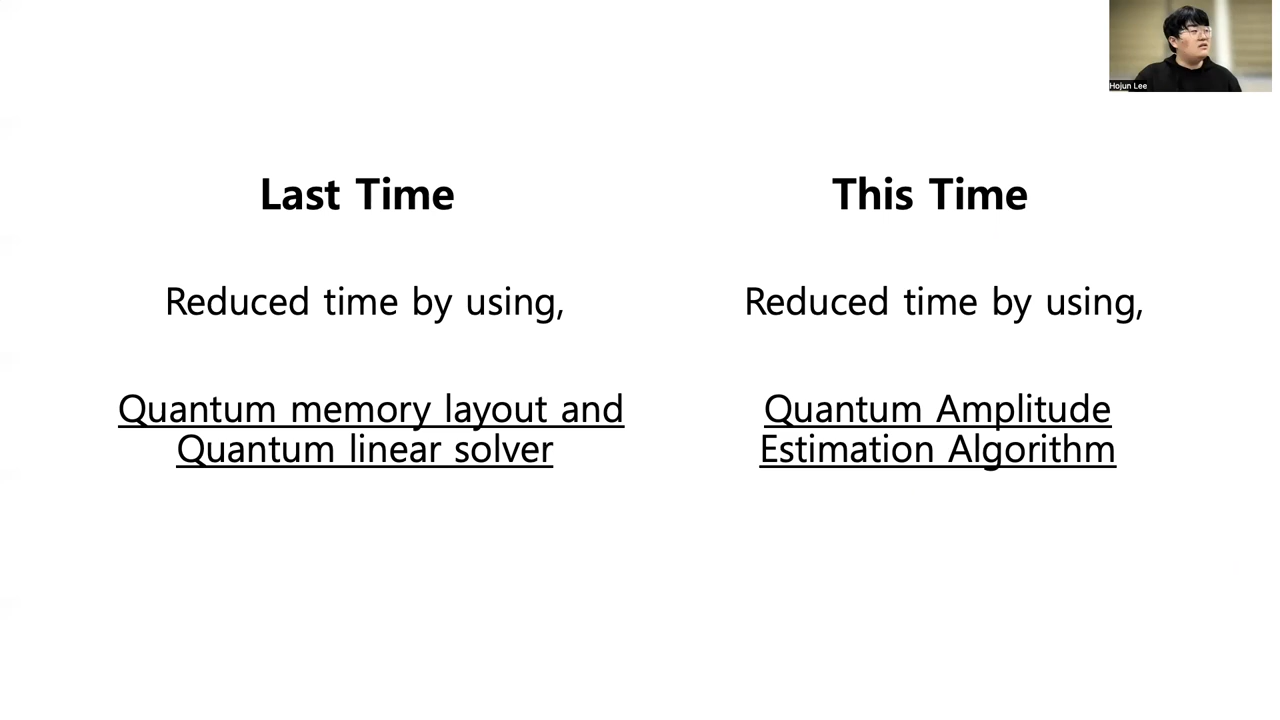 Hojun Lee
Last Time
Reduced time by using,
Quantum memory layout and
Quantum linear solver
This Time
Reduced time by using,
Quantum Amplitude
Estimation Algorithm